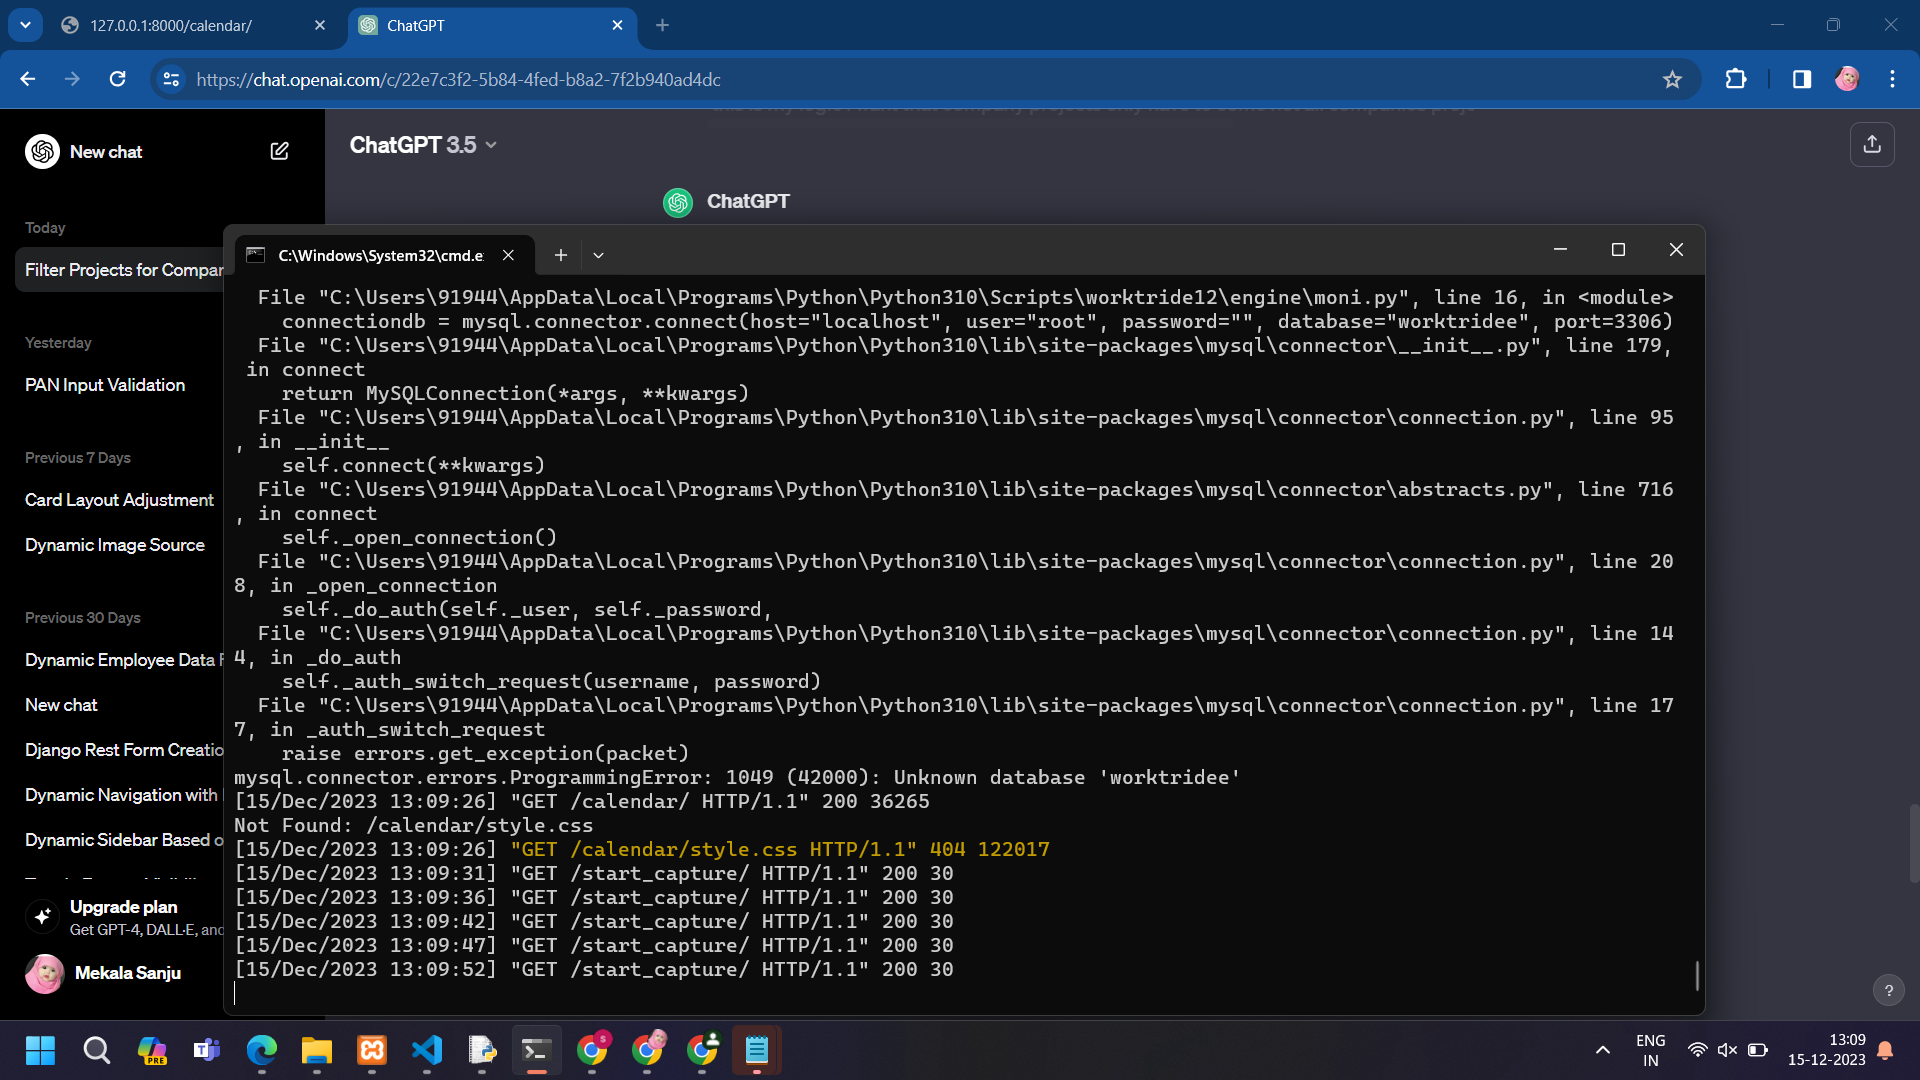 127.0.0.1:8000/calendar/
ChatGPT
https://chat.openai.com/c/22e7c3f2-5b84-4fed-b8a2-7f2b940ad4dc
New chat
ChatGPT 3.5
ChatGPT
Today
Filter Projects for Compar
Yesterday
PAN Input Validation
Previous 7 Days
Card Layout Adjustment
Dynamic Image Source
Previous 30 Days
Dynamic Employee Data F
New chat
Django Rest Form Creatio
Dynamic Navigation with
Dynamic Sidebar Based o
Upgrade plan
Get GPT-4, DALL·E, and
Mekala Sanju
C:\Windows\System32\cmd.e
File "C:\Users\91944\AppData\Local\Programs\Python\Python310\Scripts\worktride12\engine\moni.py", line 16, in <module>
connectiondb = mysql.connector.connect(host="localhost", user="root", password="", database="worktridee", port=3306)
File "C:\Users\91944\AppData\Local\Programs\Python\Python310\lib\site-packages\mysql\connector\__init__.py", line 179,
in connect
return MySQLConnection(*args, **kwargs)
File "C:\Users\91944\AppData\Local\Programs\Python\Python310\lib\site-packages\mysql\connector\connection.py", line 95
, in __init__
self.connect(**kwargs)
File "C:\Users\91944\AppData\Local\Programs\Python\Python310\lib\site-packages\mysql\connector\abstracts.py", line 716
, in connect
self._open_connection()
File "C:\Users\91944\AppData\Local\Programs\Python\Python310\lib\site-packages\mysql\connector\connection.py", line 20
8, in _open_connection
self._do_auth(self._user, self._password,
File "C:\Users\91944\AppData\Local\Programs\Python\Python310\lib\site-packages\mysql\connector\connection.py", line 14
4, in _do_auth
self._auth_switch_request(username, password)
File "C:\Users\91944\AppData\Local\Programs\Python\Python310\lib\site-packages\mysql\connector\connection.py", line 17
7, in _auth_switch_request
raise errors.get_exception(packet)
mysql.connector.errors.ProgrammingError: 1049 (42000): Unknown database 'worktridee'
[15/Dec/2023 13:09:26] "GET /calendar/ HTTP/1.1" 200 36265
Not Found: /calendar/style.css
[15/Dec/2023 13:09:26] "GET /calendar/style.css HTTP/1.1" 404 122017
[15/Dec/2023 13:09:31] "GET /start_capture/ HTTP/1.1" 200 30
[15/Dec/2023 13:09:36] "GET /start_capture/ HTTP/1.1" 200 30
[15/Dec/2023 13:09:42] "GET /start_capture/ HTTP/1.1" 200 30
[15/Dec/2023 13:09:47] "GET /start_capture/ HTTP/1.1" 200 30
[15/Dec/2023 13:09:52] "GET /start_capture/ HTTP/1.1" 200 30
?
PRE
S
ENG
IN
13:09
15-12-2023